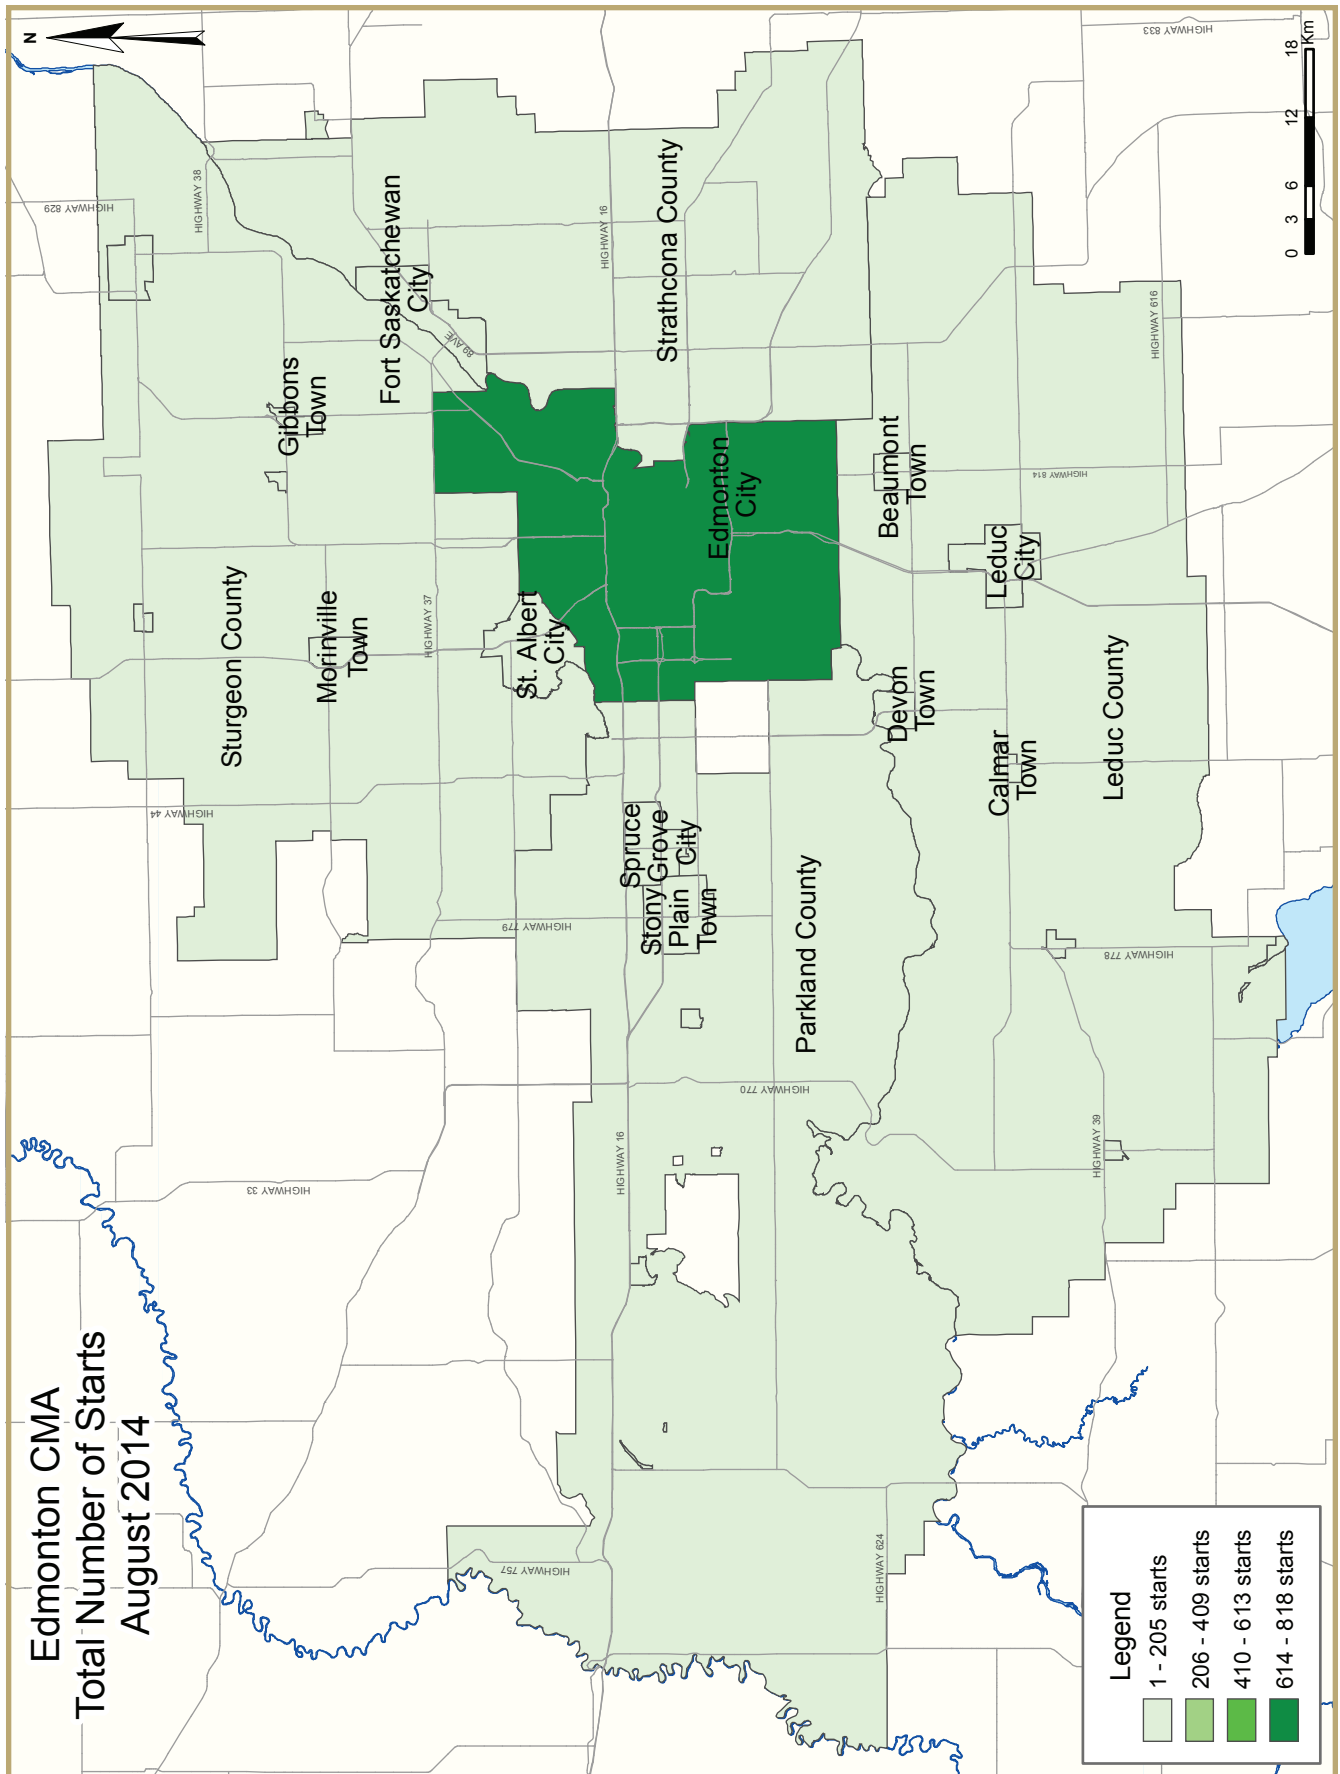 Edmonton CMA
Total Number of Starts
August 2014
N
HIGHWAY 829
HIGHWAY 38
HIGHWAY 833
HIGHWAY 44
HIGHWAY 37
HIGHWAY 779
HIGHWAY 33
HIGHWAY 16
HIGHWAY 16
89 AVE
HIGHWAY 770
HIGHWAY 757
HIGHWAY 624
HIGHWAY 39
HIGHWAY 778
HIGHWAY 814
HIGHWAY 616
Sturgeon County
Gibbons
Town
Morinville
Town
Fort Saskatchewan
City
St. Albert
City
Strathcona County
Edmonton
City
Spruce
Grove
City
Stony
Plain
Town
Parkland County
Beaumont
Town
Devon
Town
Leduc
City
Calmar
Town
Leduc County
Legend
1 - 205 starts
206 - 409 starts
410 - 613 starts
614 - 818 starts
0 3 6 12 18
Km